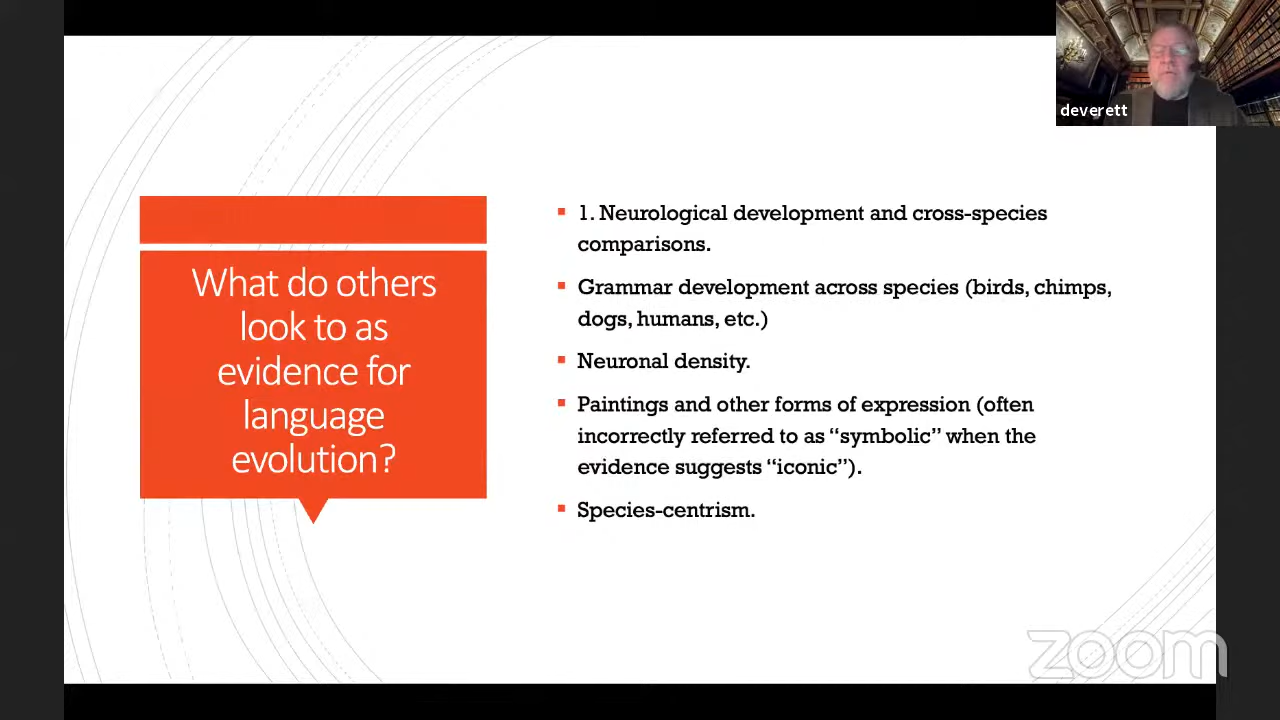 deverett
What do others
look to as
evidence for
language
evolution?
1. Neurological development and cross-species
comparisons.
Grammar development across species (birds, chimps,
dogs, humans, etc.)
Neuronal density.
Paintings and other forms of expression (often
incorrectly referred to as “symbolic” when the
evidence suggests “iconic”).
Species-centrism.
zoom